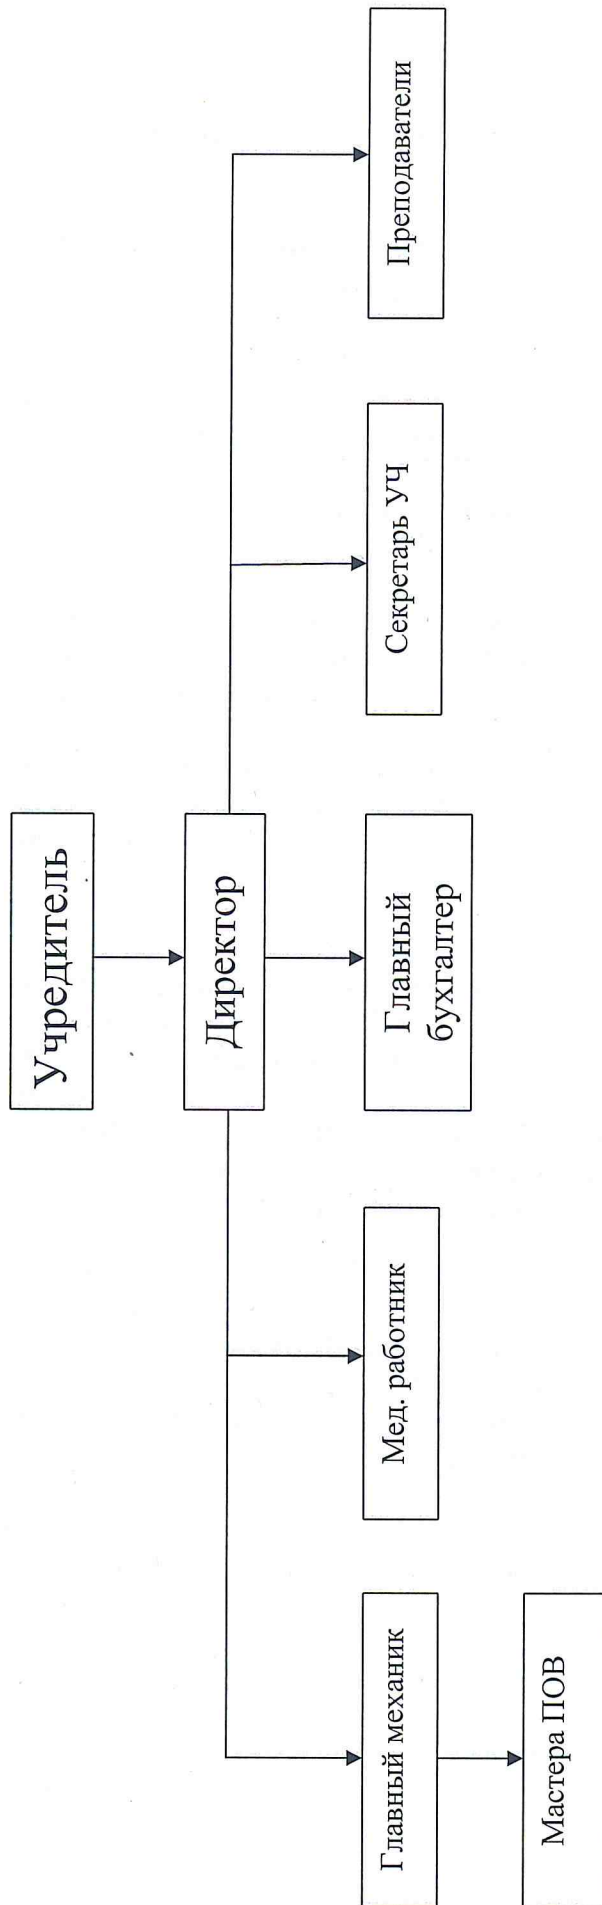 Учредитель
Директор
Главный механик
Мед. работник
Главный
бухгалтер
Секретарь УЧ
Преподаватели
Мастера ПОВ